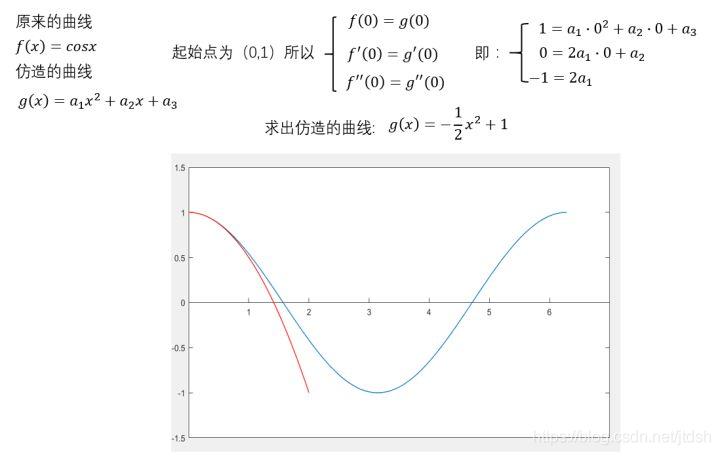 原来的曲线
f(x) = cosx
仿造的曲线
g(x) = a₁x² + a₂x + a₃
起始点为（0,1）所以
f(0) = g(0)
f′(0) = g′(0)
f″(0) = g″(0)
即：
1 = a₁ · 0² + a₂ · 0 + a₃
0 = 2a₁ · 0 + a₂
−1 = 2a₁
求出仿造的曲线: g(x) = −1/2 x² + 1
1.5
1
0.5
0
-0.5
-1
-1.5
1 2 3 4 5 6
https://blog.csdn.net/jtdsh